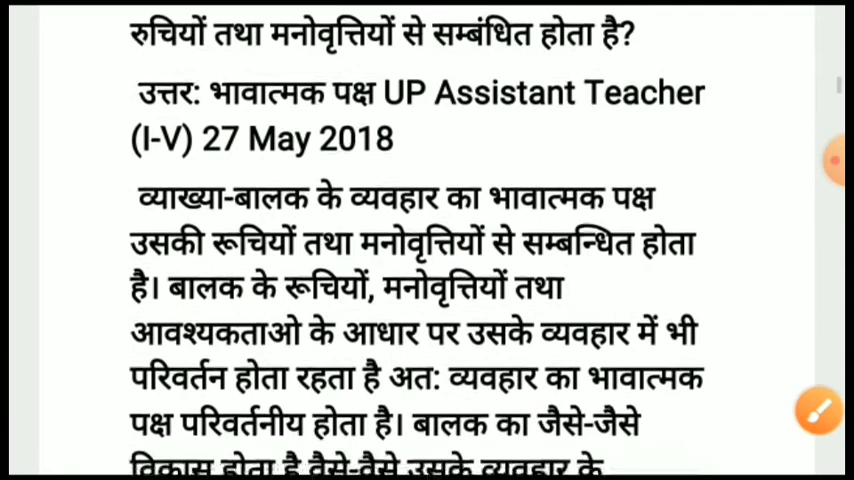 रुचियों तथा मनोवृत्तियों से सम्बंधित होता है?
उत्तर: भावात्मक पक्ष UP Assistant Teacher
(I-V) 27 May 2018
व्याख्या-बालक के व्यवहार का भावात्मक पक्ष
उसकी रूचियों तथा मनोवृत्तियों से सम्बन्धित होता
है। बालक के रूचियों, मनोवृत्तियों तथा
आवश्यकताओ के आधार पर उसके व्यवहार में भी
परिवर्तन होता रहता है अत: व्यवहार का भावात्मक
पक्ष परिवर्तनीय होता है। बालक का जैसे-जैसे
विकास होता है वैसे-वैसे उसके व्यवहार के